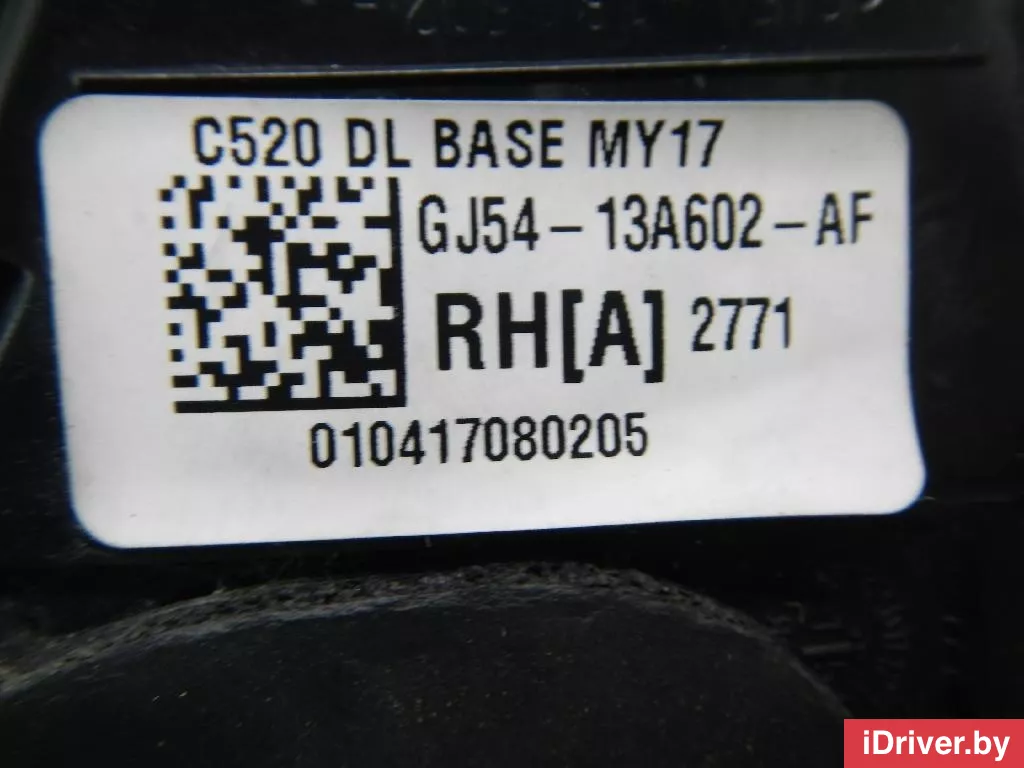 C520 DL BASE MY17
GJ54-13A602-AF
RH[A] 2771
010417080205
iDriver.by